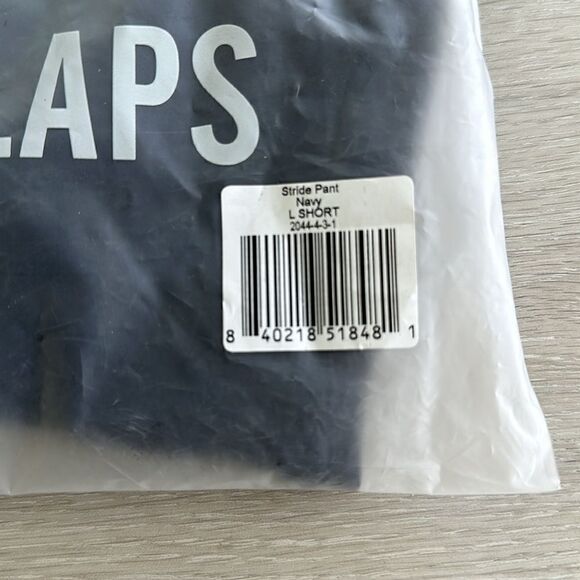 LAPS
Stride Pant
Navy
L SHORT
2044-4-3-1
8 40218 51848 1